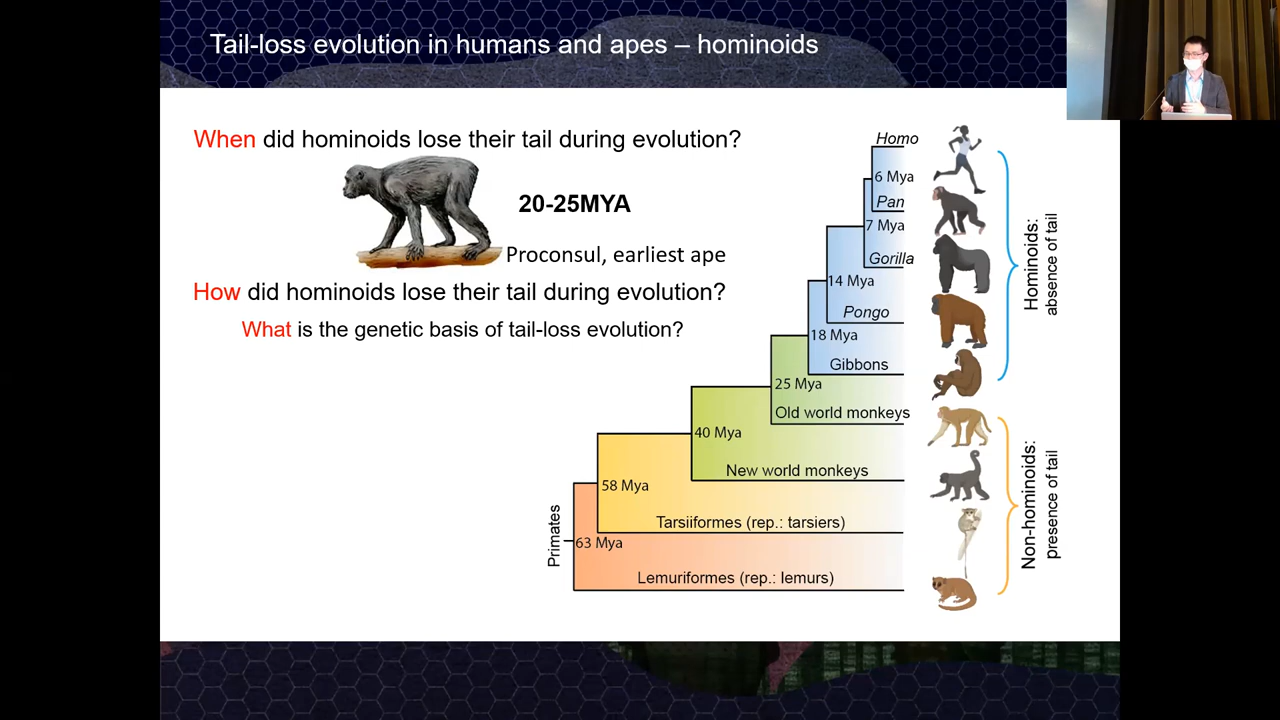 Tail-loss evolution in humans and apes – hominoids
When did hominoids lose their tail during evolution?
20-25MYA
Proconsul, earliest ape
How did hominoids lose their tail during evolution?
What is the genetic basis of tail-loss evolution?
Homo
6 Mya
Pan
7 Mya
Gorilla
14 Mya
Pongo
18 Mya
Gibbons
25 Mya
Old world monkeys
40 Mya
New world monkeys
58 Mya
Tarsiiformes (rep.: tarsiers)
63 Mya
Lemuriformes (rep.: lemurs)
Primates
Hominoids:
absence of tail
Non-hominoids:
presence of tail